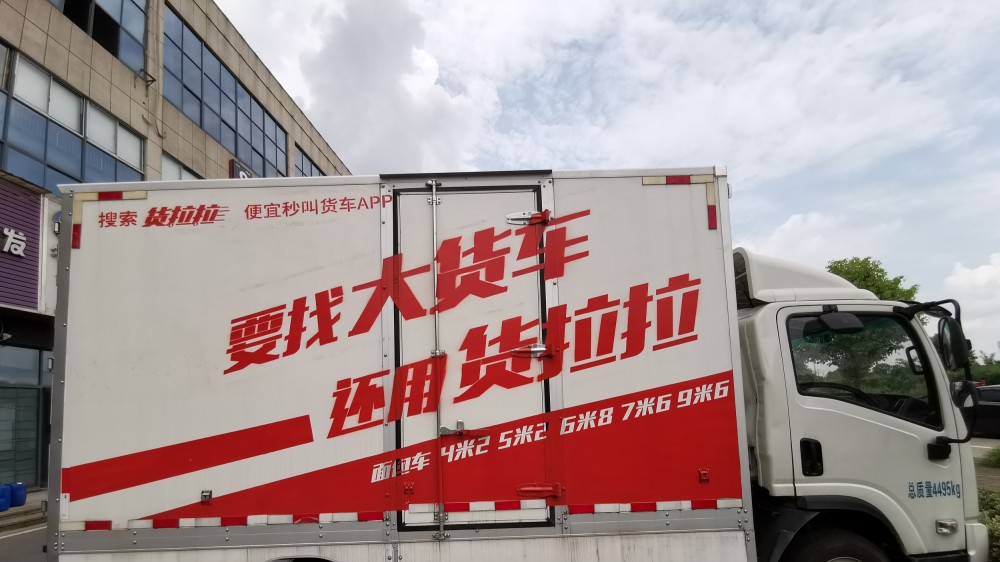 搜索 货拉拉 便宜秒叫货车APP
要找大货车
还用货拉拉
面包车 4米2 5米2 6米8 7米6 9米6
总质量4495kg
发